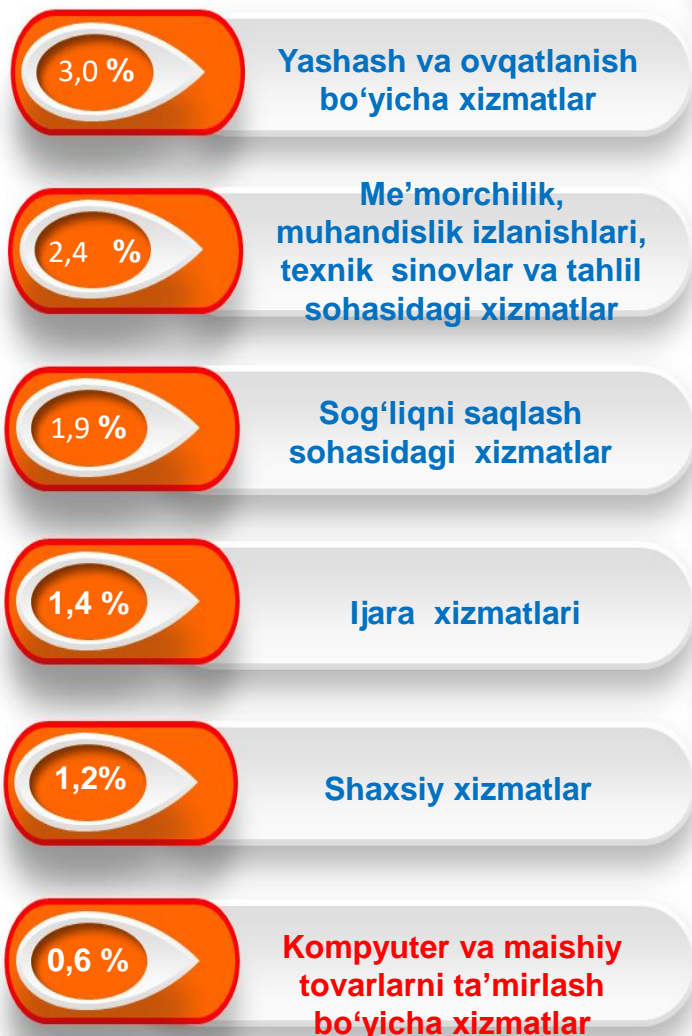 3,0 %
Yashash va ovqatlanish
bo‘yicha xizmatlar
2,4 %
Me’morchilik,
muhandislik izlanishlari,
texnik sinovlar va tahlil
sohasidagi xizmatlar
1,9 %
Sog‘liqni saqlash
sohasidagi xizmatlar
1,4 %
Ijara xizmatlari
1,2%
Shaxsiy xizmatlar
0,6 %
Kompyuter va maishiy
tovarlarni ta’mirlash
bo‘yicha xizmatlar